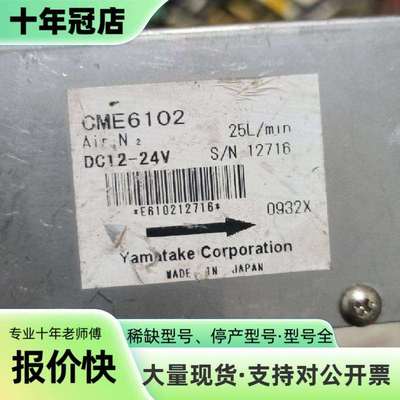 十年冠店
CME6102
Air,N₂ 25L/min
DC12-24V S/N 12716
*E610212716* 0932X
Yamatake Corporation
MADE IN JAPAN
专业十年老师傅
报价快
稀缺型号、停产型号·型号全
大量现货·支持对公开票